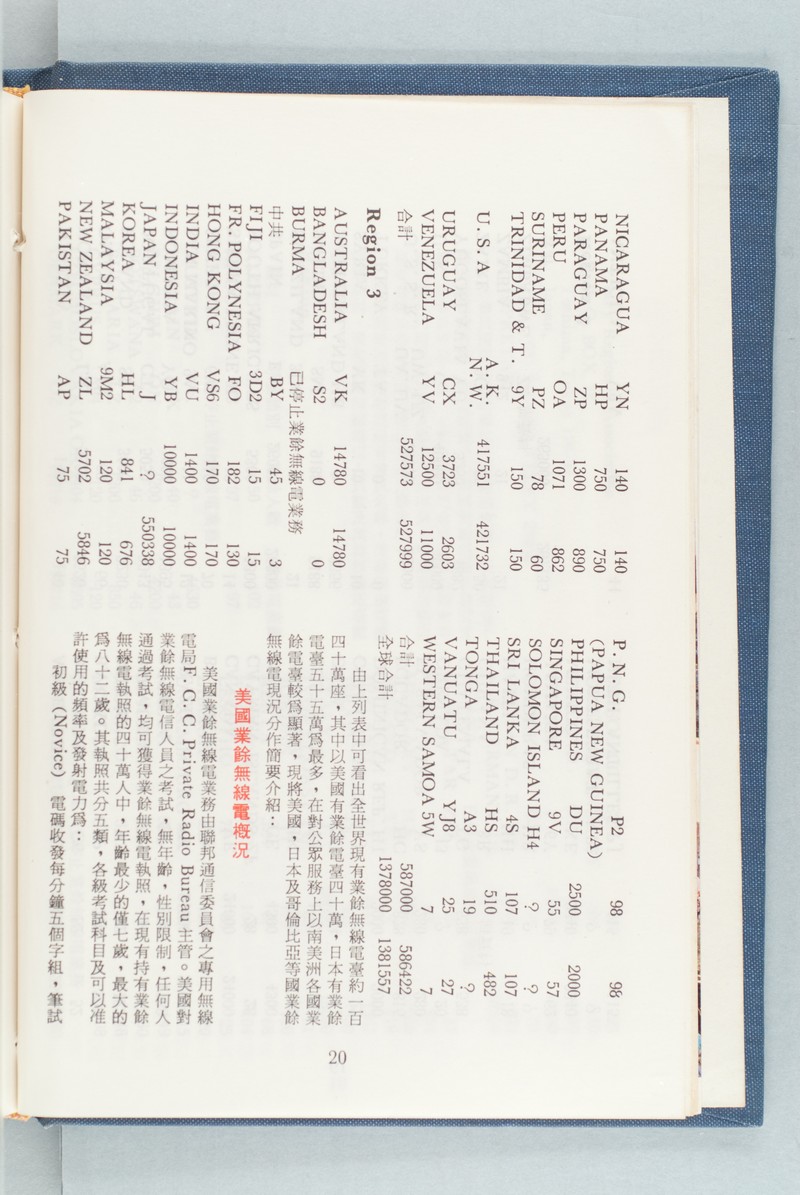 NICARAGUA YN 140 140
PANAMA HP 750 750
PARAGUAY ZP 1300 890
PERU OA 1071 862
SURINAME PZ 78 60
TRINIDAD & T. 9Y 150 150
A. K.
U. S. A N. W. 417551 421732
URUGUAY CX 3723 2603
VENEZUELA YV 12500 11000
合計 527573 527999
Region 3
AUSTRALIA VK 14780 14780
BANGLADESH S2 0 0
BURMA 已停止業餘無線電業務
中共 BY 45 3
FIJI 3D2 15 15
FR. POLYNESIA FO 182 130
HONG KONG VS6 170 170
INDIA VU 1400 1400
INDONESIA YB 10000 10000
JAPAN J ? 550338
KOREA HL 841 676
MALAYSIA 9M2 120 120
NEW ZEALAND ZL 5702 5846
PAKISTAN AP 75 75
P. N. G. P2 98 98
(PAPUA NEW GUINEA)
PHILIPPINES DU 2500 2000
SINGAPORE 9V 55 57
SOLOMON ISLAND H4 ? ?
SRI LANKA 4S 107 107
THAILAND HS 510 482
TONGA A3 19 ?
VANUATU YJ8 25 27
WESTERN SAMOA 5W 7 7
合計 587000 586422
全球合計 1378000 1381557
由上列表中可看出全世界現有業餘無線電臺約一百
四十萬座，其中以美國有業餘電臺四十萬，日本有業餘
電臺五十五萬爲最多，在對公眾服務上以南美洲各國業
餘電臺較爲顯著，現將美國，日本及哥倫比亞等國業餘
無線電現況分作簡要介紹：
美國業餘無線電概況
美國業餘無線電業務由聯邦通信委員會之專用無線
電局F. C. C. Private Radio Bureau主管。美國對
業餘無線電信人員之考試，無年齡，性別限制，任何人
通過考試，均可獲得業餘無線電執照，在現有持有業餘
無線電執照的四十萬人中，年齡最少的僅七歲，最大的
爲八十二歲。其執照共分五類，各級考試科目及可以准
許使用的頻率及發射電力爲：
初級（Novice） 電碼收發每分鐘五個字組，筆試
20